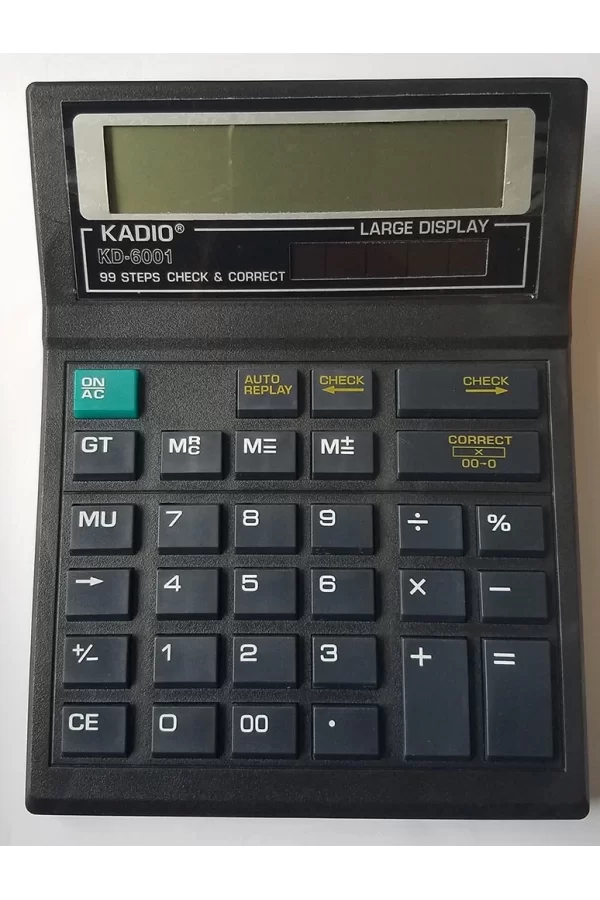 KADIO® LARGE DISPLAY
KD-6001
99 STEPS CHECK & CORRECT
ON
AC
AUTO
REPLAY
CHECK
←
CHECK
→
GT
MRC
M=
M±
CORRECT
×
00→0
MU 7 8 9 ÷ %
→ 4 5 6 × −
+/− 1 2 3 + =
CE 0 00 .